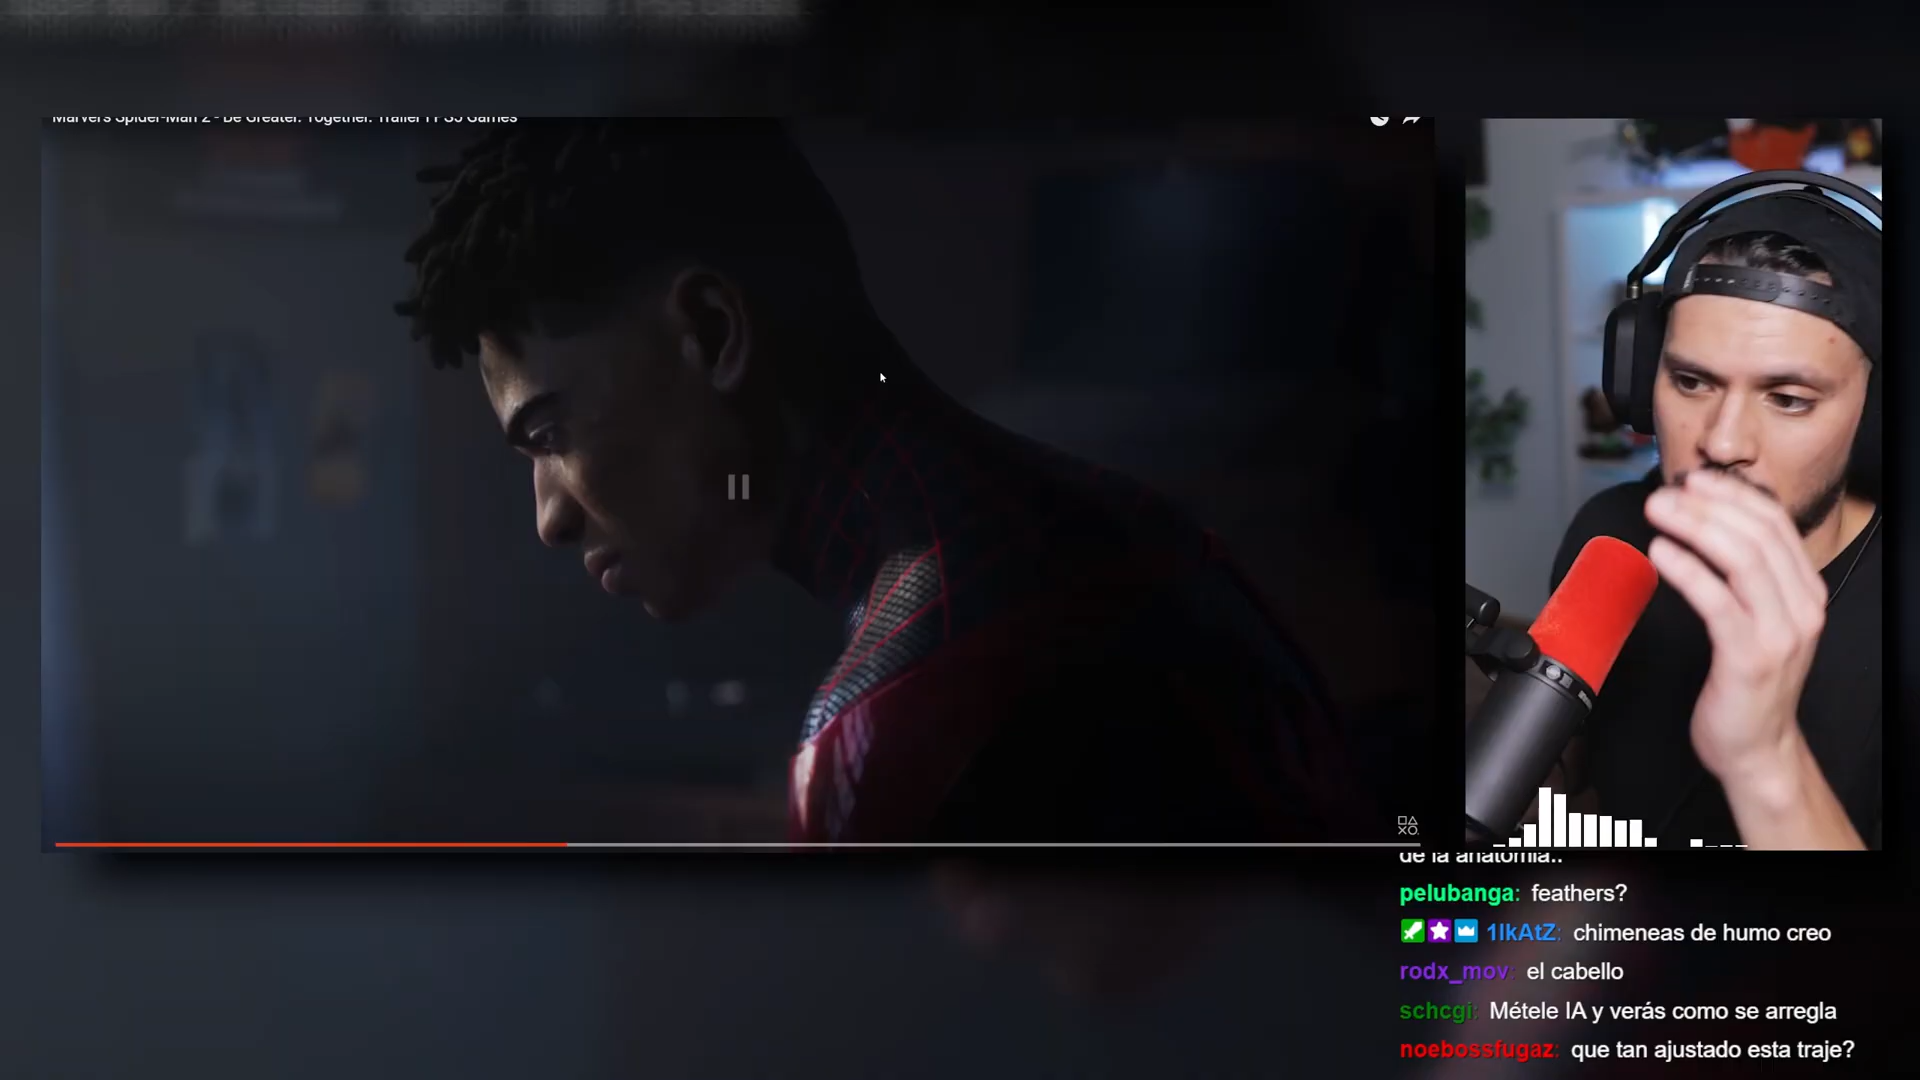 Marvel's Spider-Man 2 - Be Greater. Together. Trailer I PS5 Games
de la anatomia..
pelubanga: feathers?
1lkAtZ: chimeneas de humo creo
rodx_mov: el cabello
schcgi: Métele IA y verás como se arregla
noebossfugaz: que tan ajustado esta traje?